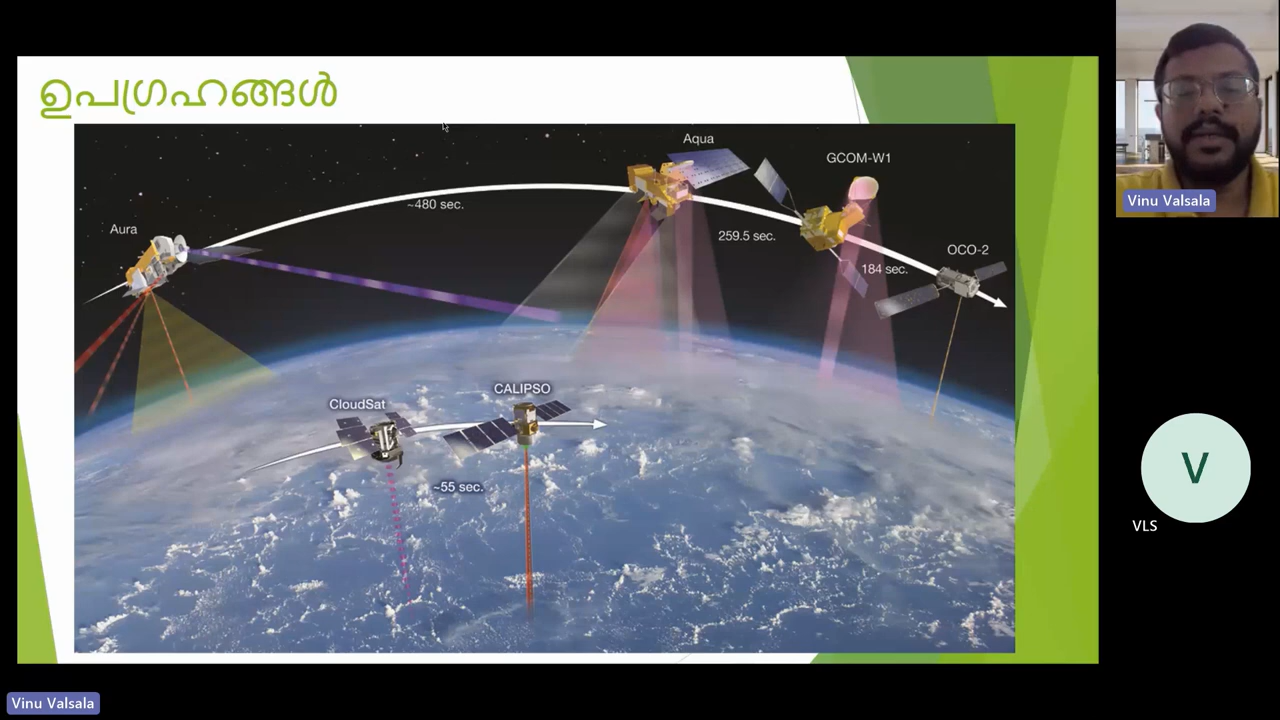 ഉപഗ്രഹങ്ങൾ
Aqua
GCOM-W1
~480 sec.
Aura
259.5 sec.
OCO-2
184 sec.
CALIPSO
CloudSat
~55 sec.
Vinu Valsala
V
VLS
Vinu Valsala